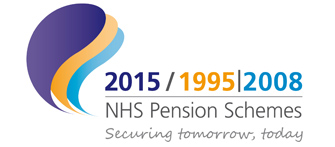 2015 / 1995|2008
NHS Pension Schemes
Securing tomorrow, today